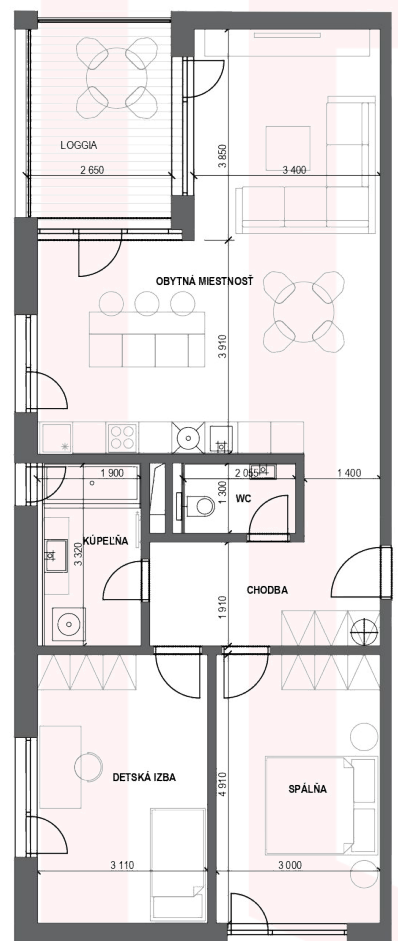 LOGGIA
2 650
3 850
3 400
OBYTNÁ MIESTNOSŤ
3 910
1 900
2 055
1 400
1 300
WC
KÚPEĽŇA
3 320
CHODBA
1 910
DETSKÁ IZBA
4 910
SPÁLŇA
3 110
3 000